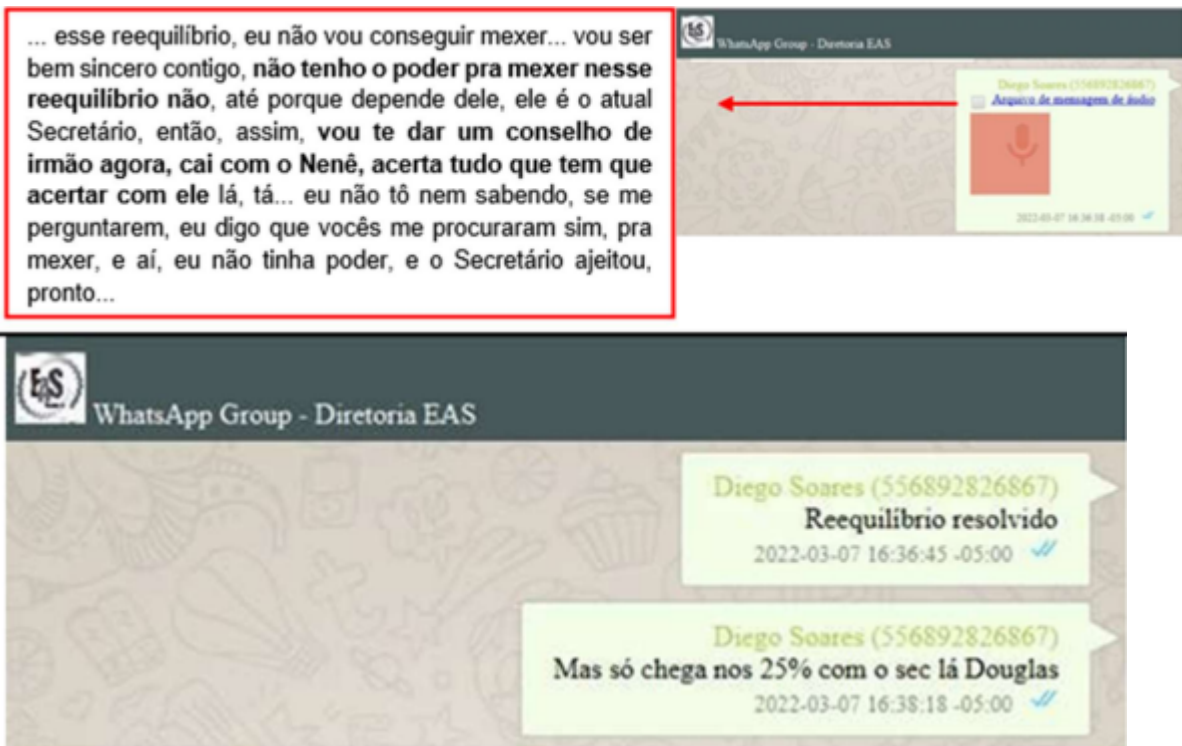 ... esse reequilíbrio, eu não vou conseguir mexer... vou ser
bem sincero contigo, não tenho o poder pra mexer nesse
reequilíbrio não, até porque depende dele, ele é o atual
Secretário, então, assim, vou te dar um conselho de
irmão agora, cai com o Nenê, acerta tudo que tem que
acertar com ele lá, tá... eu não tô nem sabendo, se me
perguntarem, eu digo que vocês me procuraram sim, pra
mexer, e aí, eu não tinha poder, e o Secretário ajeitou,
pronto...
EAS
WhatsApp Group - Diretoria EAS
Diego Soares (556892826867)
Arquivo de mensagem de áudio
2022-03-07 16:36:38 -05:00
EAS
WhatsApp Group - Diretoria EAS
Diego Soares (556892826867)
Reequilíbrio resolvido
2022-03-07 16:36:45 -05:00
Diego Soares (556892826867)
Mas só chega nos 25% com o sec lá Douglas
2022-03-07 16:38:18 -05:00